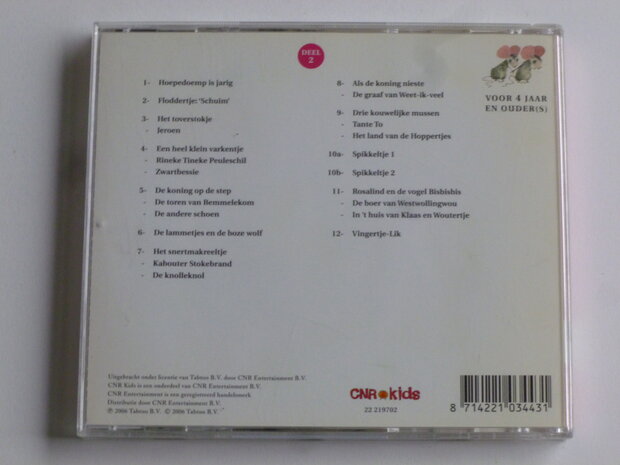 DEEL
2
1- Hoepedoemp is jarig
2- Floddertje: 'Schuim'
3- Het toverstokje
- Jeroen
4- Een heel klein varkentje
- Rineke Tineke Peuleschil
- Zwartbessie
5- De koning op de step
- De toren van Bemmelekom
- De andere schoen
6- De lammetjes en de boze wolf
7- Het snertmakreeltje
- Kabouter Stokebrand
- De knolleknol
8- Als de koning nieste
- De graaf van Weet-ik-veel
9- Drie kouwelijke mussen
- Tante To
- Het land van de Hoppertjes
10a- Spikkeltje 1
10b- Spikkeltje 2
11- Rosalind en de vogel Bisbisbis
- De boer van Westwollingwou
- In 't huis van Klaas en Woutertje
12- Vingertje-Lik
VOOR 4 JAAR
EN OUDER(S)
Uitgebracht onder licentie van Tabeus B.V. door CNR Entertainment B.V.
CNR Kids is een onderdeel van CNR Entertainment B.V.
CNR Entertainment is een geregistreerd handelsmerk
Distributie door CNR Entertainment B.V.
℗ 2006 Tabeus B.V. © 2006 Tabeus B.V.
CNR kids
22 219702
8 714221 034431